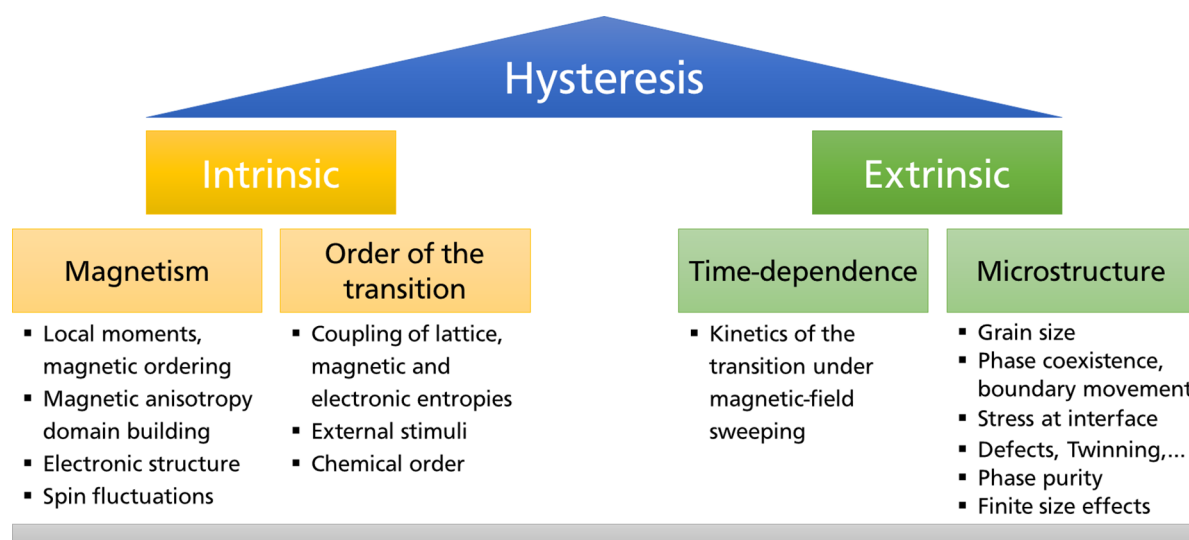 Hysteresis
Intrinsic
Extrinsic
Magnetism
Order of the
transition
Time-dependence
Microstructure
▪ Local moments,
magnetic ordering
▪ Magnetic anisotropy
domain building
▪ Electronic structure
▪ Spin fluctuations
▪ Coupling of lattice,
magnetic and
electronic entropies
▪ External stimuli
▪ Chemical order
▪ Kinetics of the
transition under
magnetic-field
sweeping
▪ Grain size
▪ Phase coexistence,
boundary movement
▪ Stress at interface
▪ Defects, Twinning,...
▪ Phase purity
▪ Finite size effects